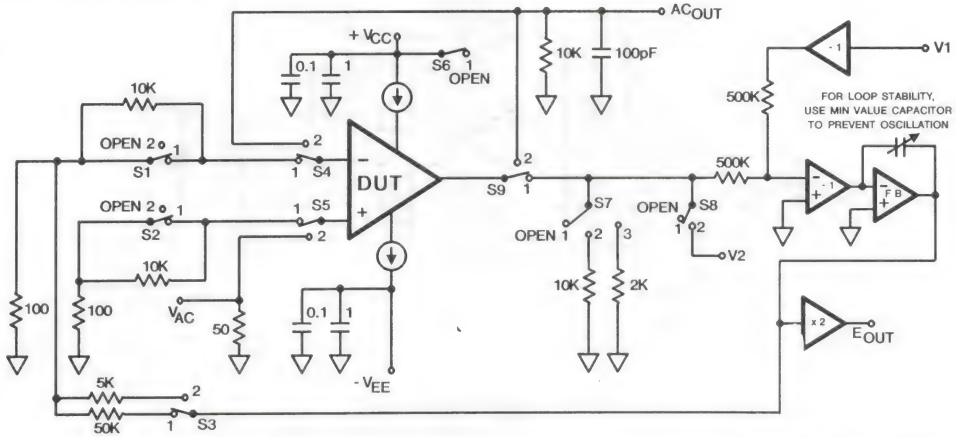 AC OUT
+ VCC
S6
1
OPEN
0.1
1
10K
100pF
- 1
V1
500K
FOR LOOP STABILITY,
USE MIN VALUE CAPACITOR
TO PREVENT OSCILLATION
10K
OPEN 2
1
S1
2
1
S4
−
DUT
+
2
S9
1
500K
−
+
- 1
−
+
F B
OPEN 2
1
S2
1
S5
2
10K
100
100
VAC
50
0.1
1
- VEE
S7
OPEN 1
2
3
10K
2K
OPEN
S8
1
2
V2
x 2
EOUT
5K
2
50K
1
S3